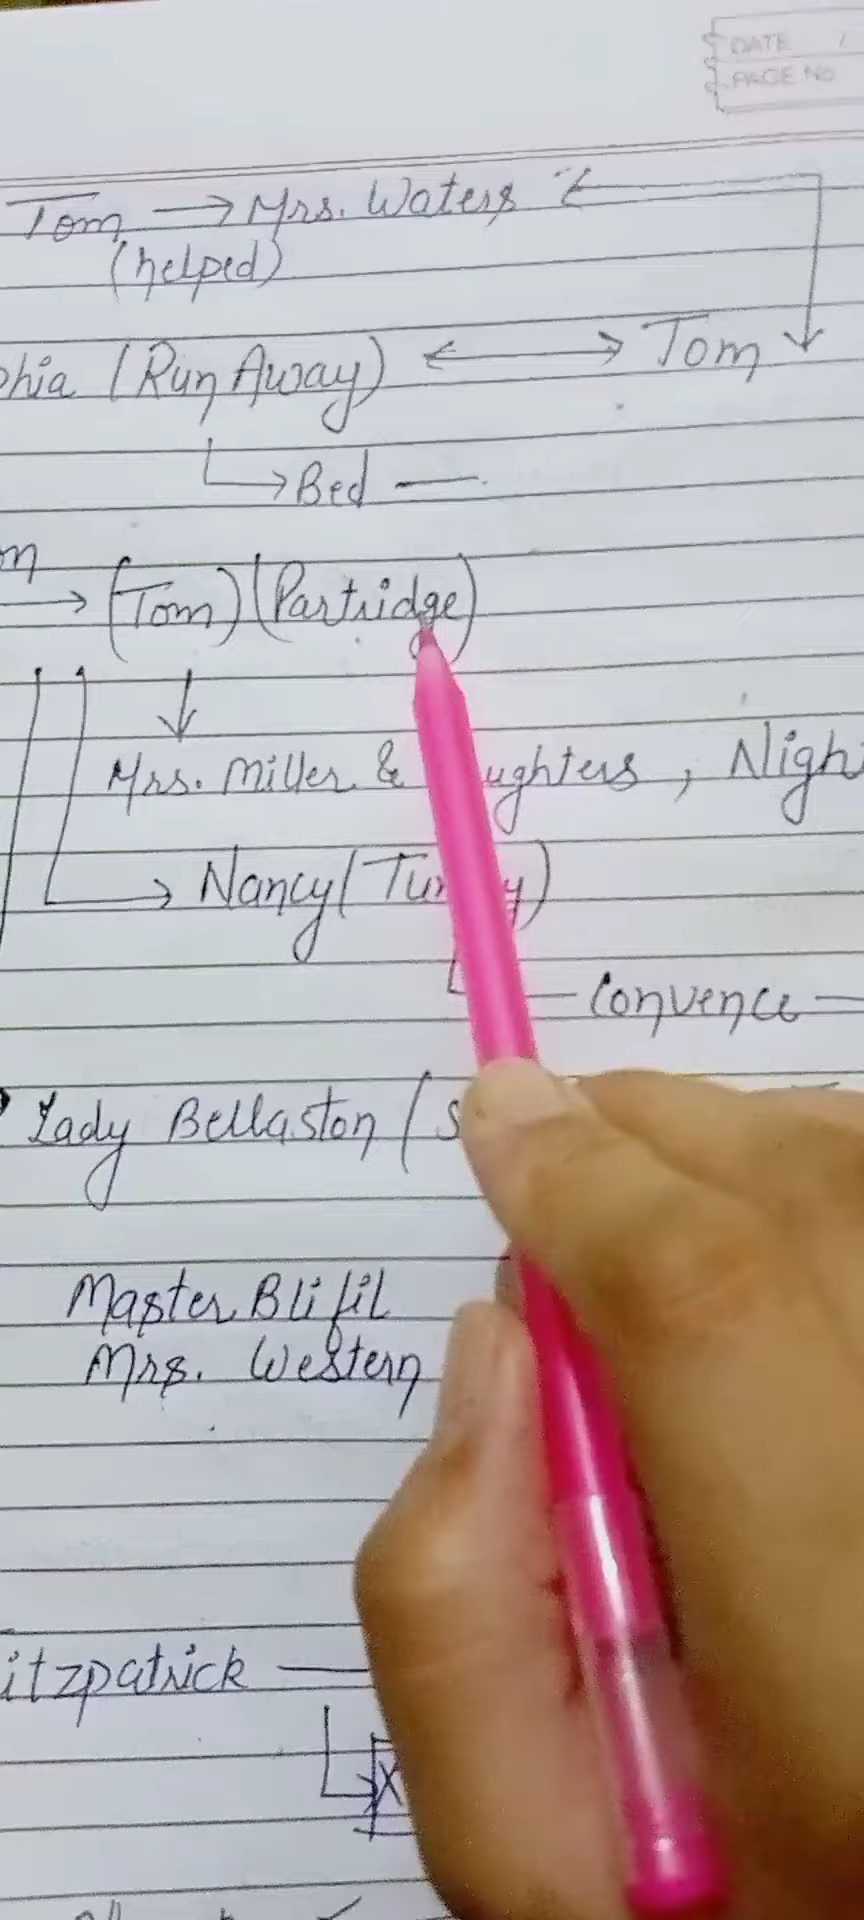 DATE /
PAGE No
Tom → Mrs. Waters ←
(helped)
phia (Run Away) ↔ Tom
→ Bed —
m
→ (Tom) (Partridge)
Mrs. Miller & ughters, Nigh
→ Nancy (
— Convence —
Lady Bellaston (S
Master Blifil
Mrs. Western
itzpatrick —
X